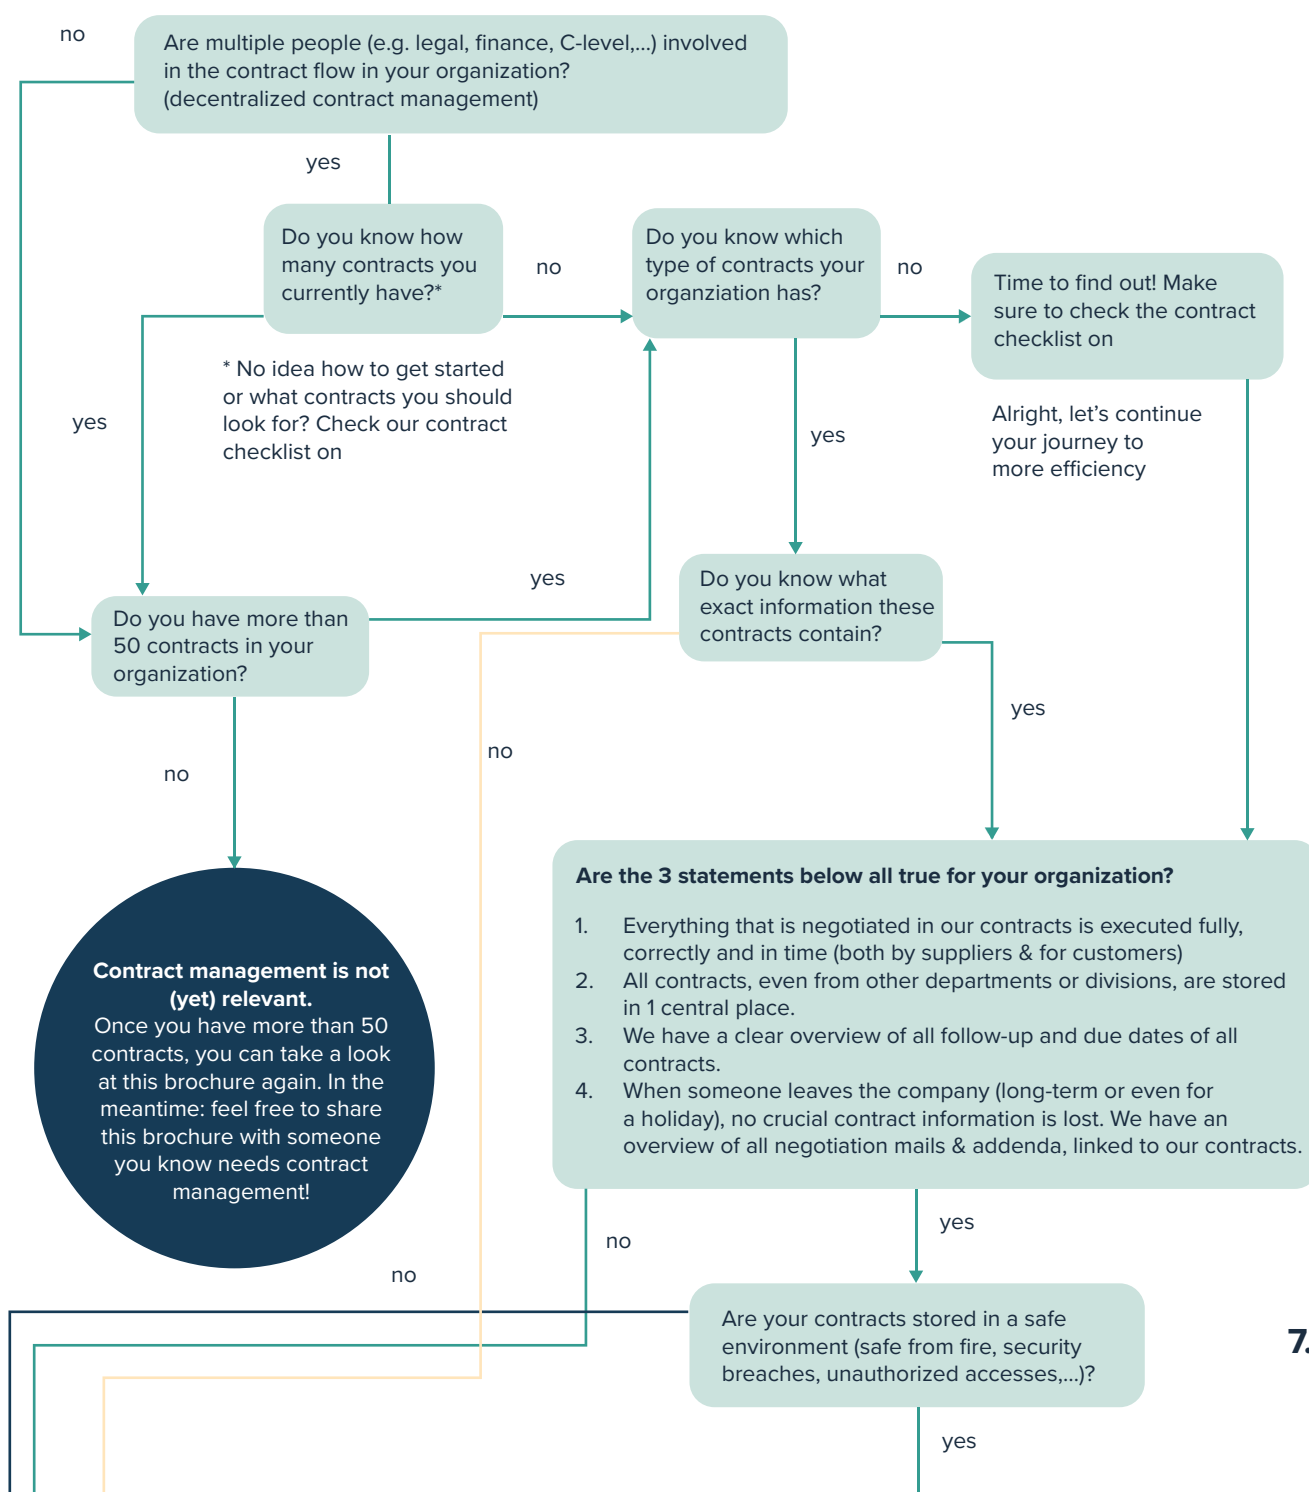 no
Are multiple people (e.g. legal, finance, C-level,...) involved
in the contract flow in your organization?
(decentralized contract management)
yes
Do you know how
many contracts you
currently have?*
no
Do you know which
type of contracts your
organziation has?
no
Time to find out! Make
sure to check the contract
checklist on
* No idea how to get started
or what contracts you should
look for? Check our contract
checklist on
yes
yes
Alright, let’s continue
your journey to
more efficiency
Do you have more than
50 contracts in your
organization?
yes
Do you know what
exact information these
contracts contain?
yes
no
no
Contract management is not
(yet) relevant.
Once you have more than 50
contracts, you can take a look
at this brochure again. In the
meantime: feel free to share
this brochure with someone
you know needs contract
management!
Are the 3 statements below all true for your organization?
1. Everything that is negotiated in our contracts is executed fully,
correctly and in time (both by suppliers & for customers)
2. All contracts, even from other departments or divisions, are stored
in 1 central place.
3. We have a clear overview of all follow-up and due dates of all
contracts.
4. When someone leaves the company (long-term or even for
a holiday), no crucial contract information is lost. We have an
overview of all negotiation mails & addenda, linked to our contracts.
no
yes
no
Are your contracts stored in a safe
environment (safe from fire, security
breaches, unauthorized accesses,...)?
7.
yes